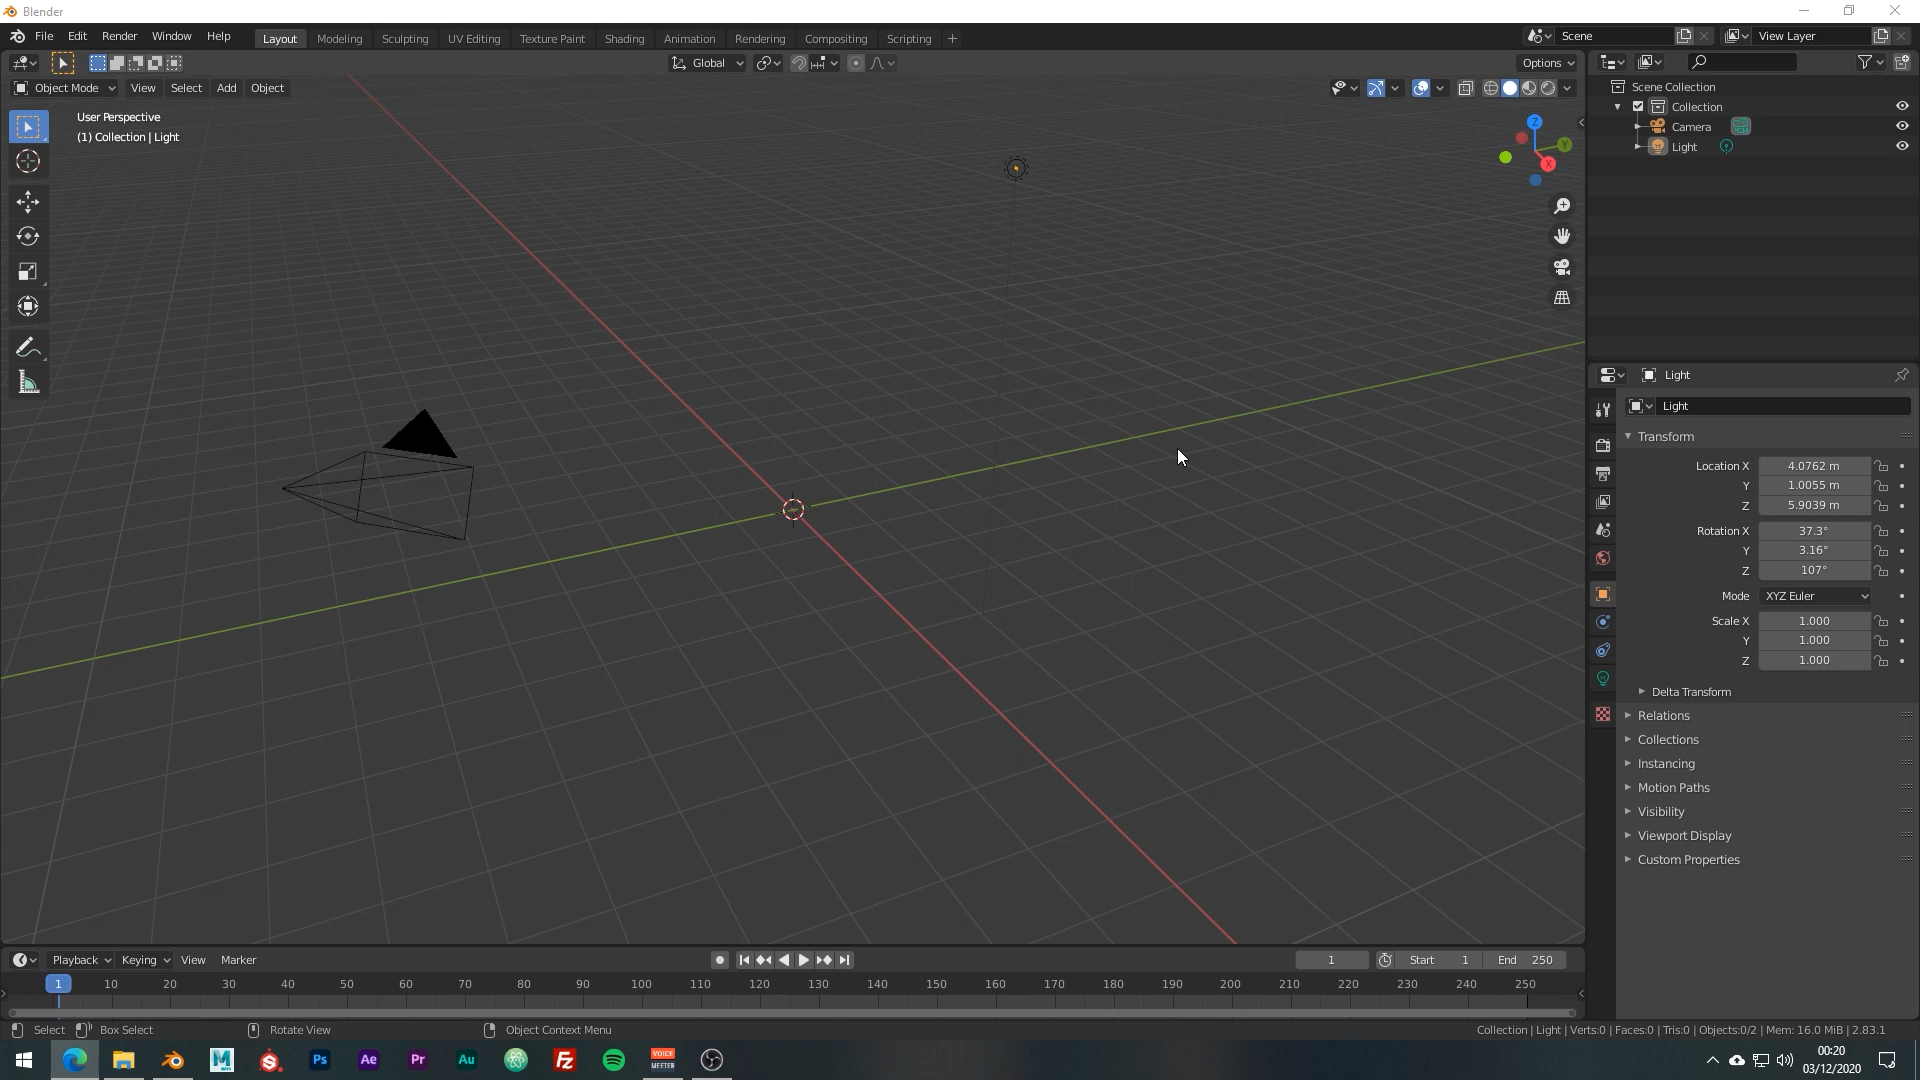 Blender
File Edit Render Window Help
Layout Modeling Sculpting UV Editing Texture Paint Shading Animation Rendering Compositing Scripting +
Scene
View Layer
Global
Options
Object Mode View Select Add Object
User Perspective
(1) Collection | Light
Z
Y
X
Scene Collection
Collection
Camera
Light
Light
Light
Transform
Location X 4.0762 m
Y 1.0055 m
Z 5.9039 m
Rotation X 37.3°
Y 3.16°
Z 107°
Mode XYZ Euler
Scale X 1.000
Y 1.000
Z 1.000
Delta Transform
Relations
Collections
Instancing
Motion Paths
Visibility
Viewport Display
Custom Properties
Playback Keying View Marker
1 Start 1 End 250
1 10 20 30 40 50 60 70 80 90 100 110 120 130 140 150 160 170 180 190 200 210 220 230 240 250
Select Box Select Rotate View Object Context Menu
Collection | Light | Verts:0 | Faces:0 | Tris:0 | Objects:0/2 | Mem: 16.0 MiB | 2.83.1
M
S
Ps
Ae
Pr
Au
Fz
VOICE
MEETER
00:20
03/12/2020